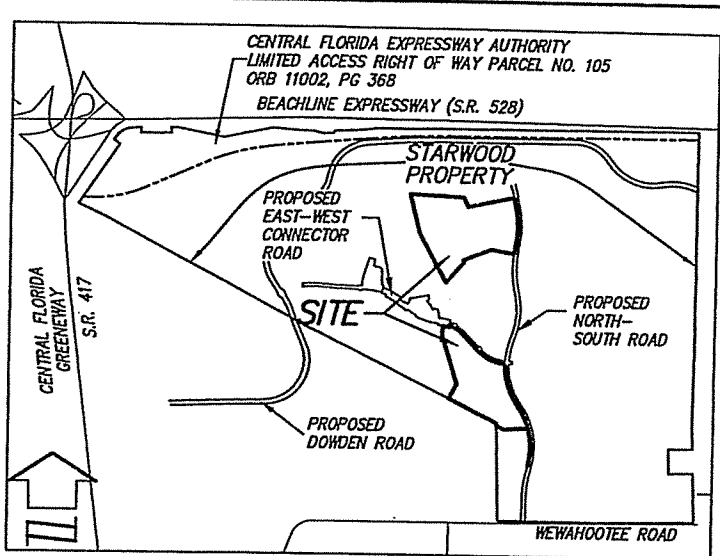 CENTRAL FLORIDA EXPRESSWAY AUTHORITY
LIMITED ACCESS RIGHT OF WAY PARCEL NO. 105
ORB 11002, PG 368
BEACHLINE EXPRESSWAY (S.R. 528)
STARWOOD
PROPERTY
PROPOSED
EAST-WEST
CONNECTOR
ROAD
SITE
PROPOSED
NORTH-
SOUTH ROAD
CENTRAL FLORIDA
GREENEWAY
S.R. 417
PROPOSED
DOWDEN ROAD
N
WEWAHOOTEE ROAD